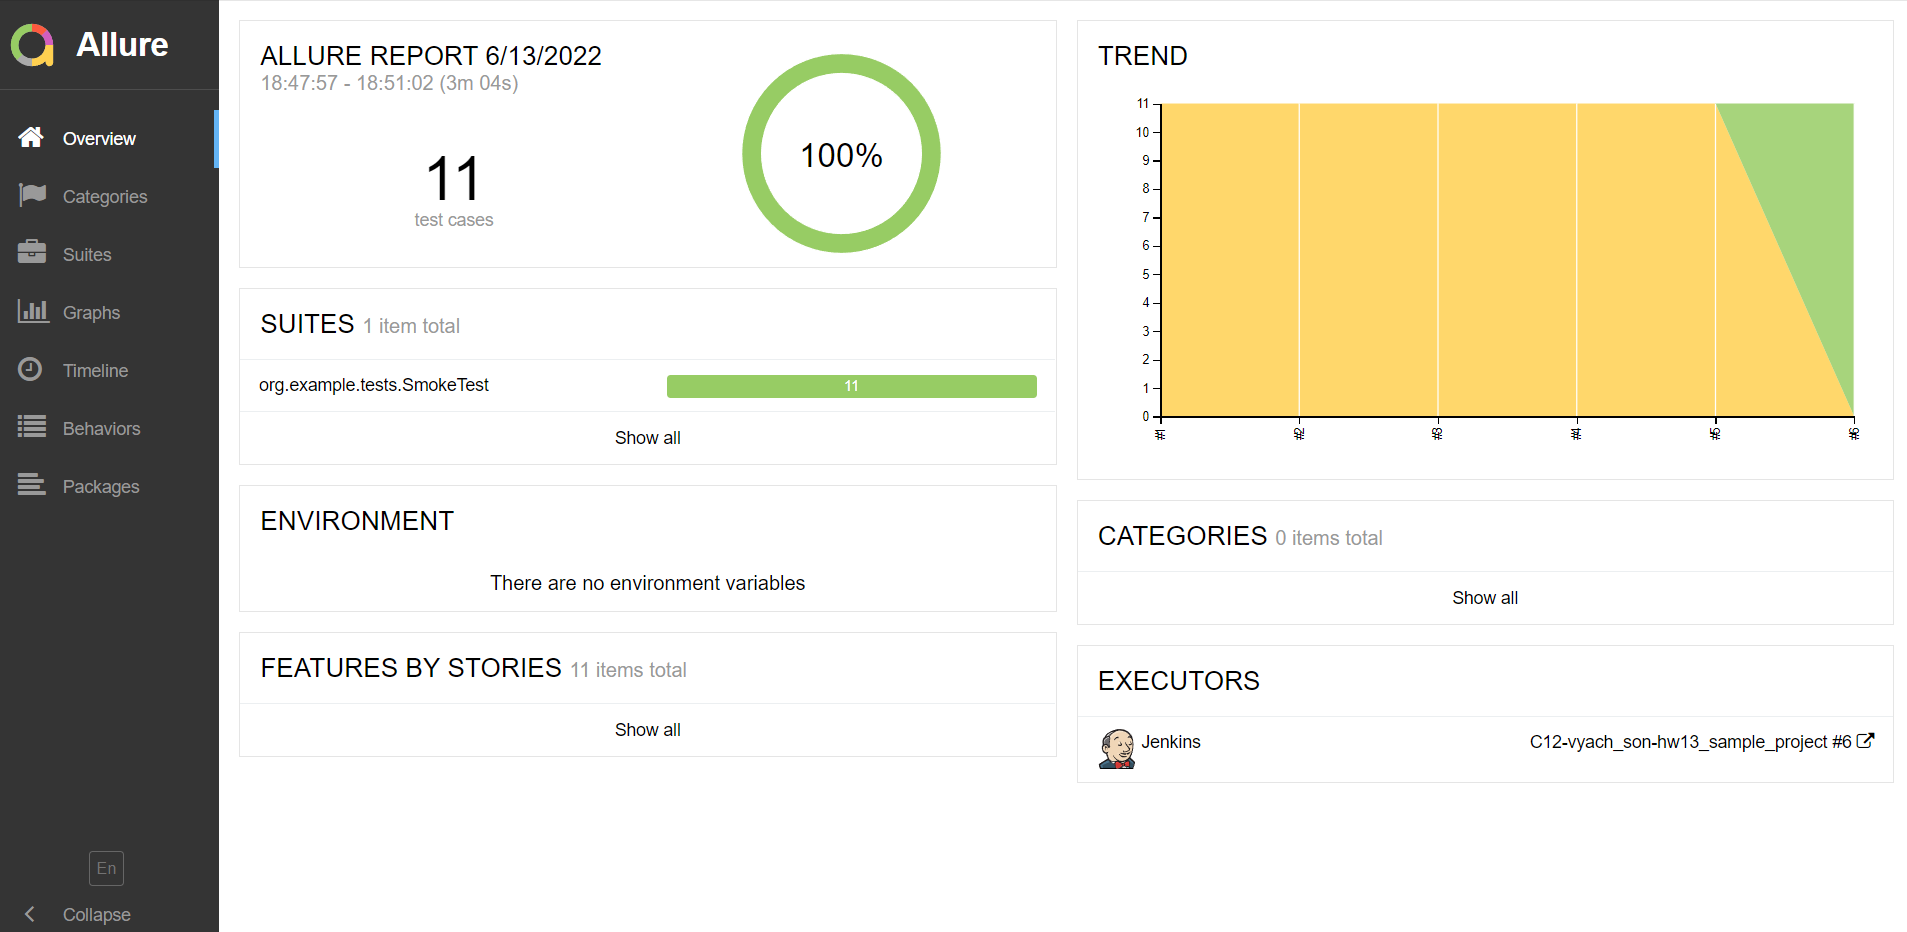 Allure
Overview
Categories
Suites
Graphs
Timeline
Behaviors
Packages
En
Collapse
ALLURE REPORT 6/13/2022
18:47:57 - 18:51:02 (3m 04s)
11
test cases
100%
SUITES 1 item total
org.example.tests.SmokeTest 11
Show all
ENVIRONMENT
There are no environment variables
FEATURES BY STORIES 11 items total
Show all
TREND
11
10
9
8
7
6
5
4
3
2
1
0
#1 #2 #3 #4 #5 #6
CATEGORIES 0 items total
Show all
EXECUTORS
Jenkins C12-vyach_son-hw13_sample_project #6